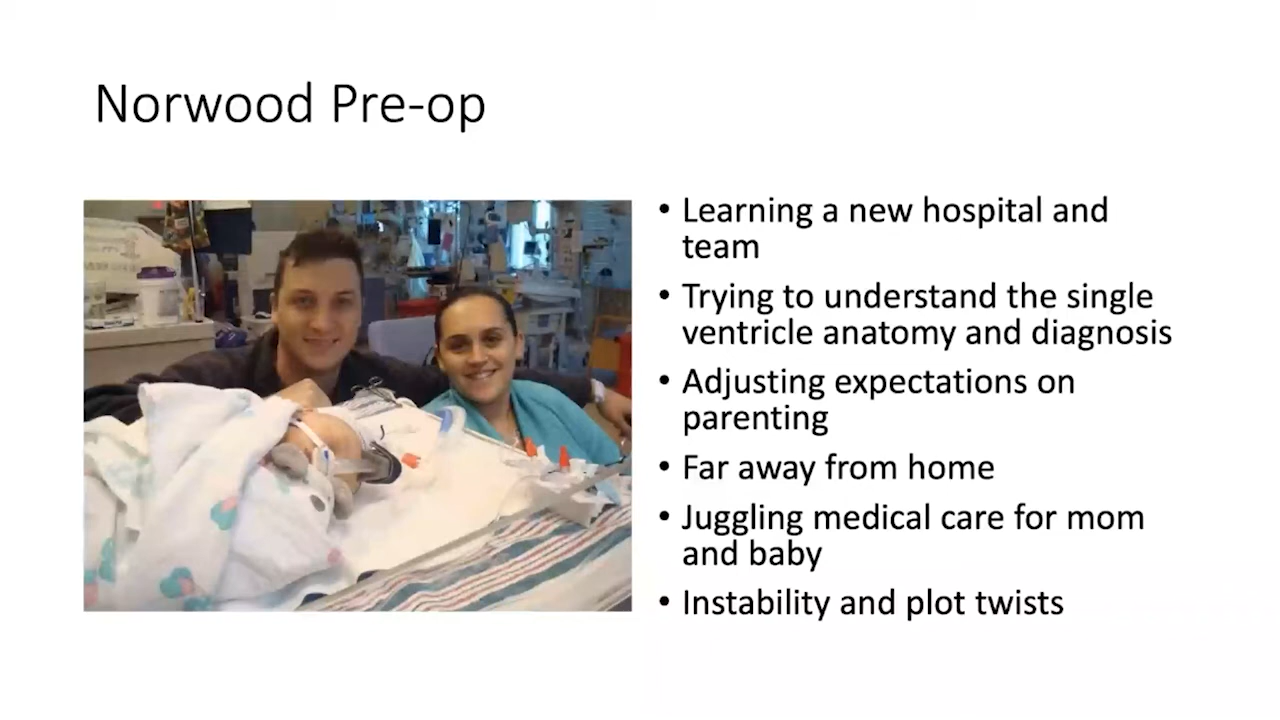 Norwood Pre-op
• Learning a new hospital and
team
• Trying to understand the single
ventricle anatomy and diagnosis
• Adjusting expectations on
parenting
• Far away from home
• Juggling medical care for mom
and baby
• Instability and plot twists